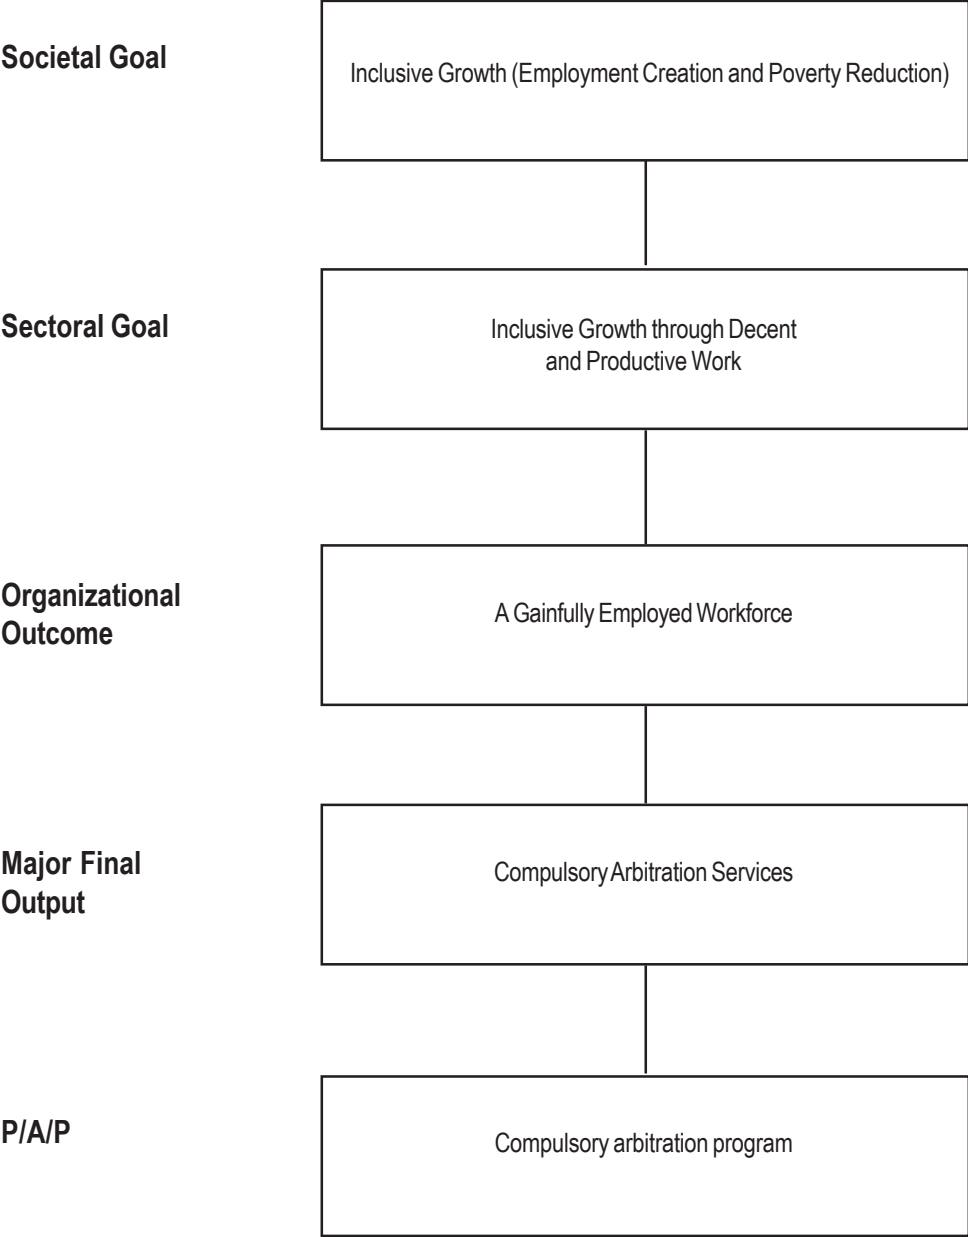 Societal Goal
Inclusive Growth (Employment Creation and Poverty Reduction)
Sectoral Goal
Inclusive Growth through Decent
and Productive Work
Organizational
Outcome
A Gainfully Employed Workforce
Major Final
Output
Compulsory Arbitration Services
P/A/P
Compulsory arbitration program